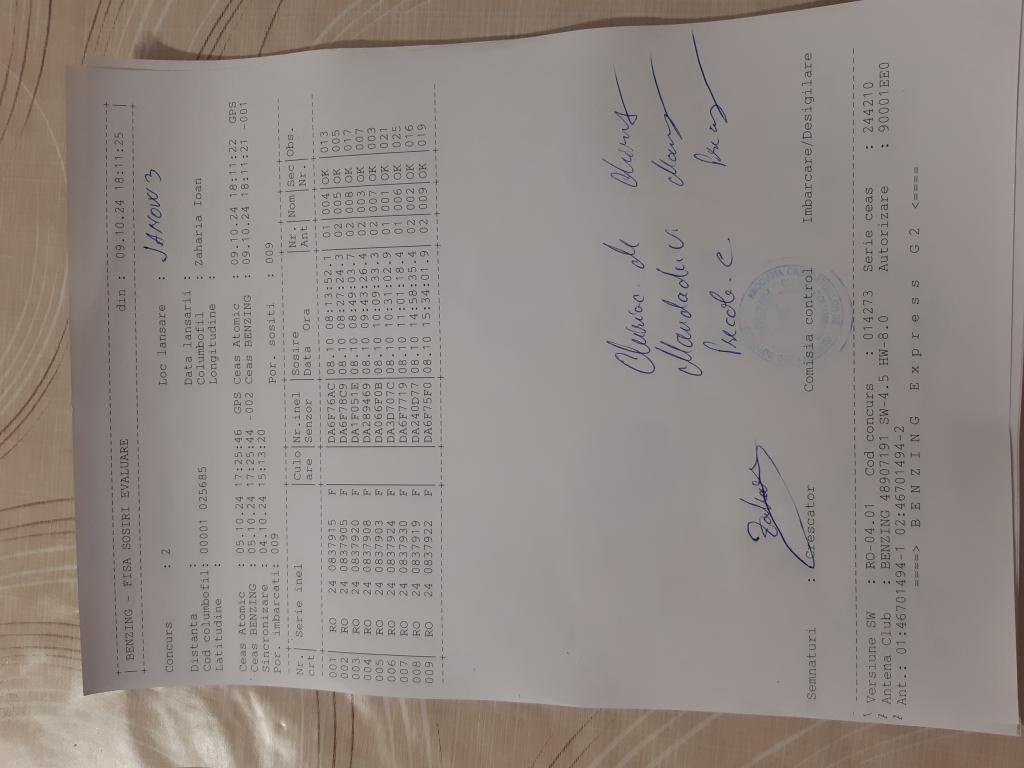 BENZING - FISA SOSIRI EVALUARE din : 09.10.24 18:11:25
Concurs : 2 Loc lansare : JANOWO 3
Distanta : Data lansarii :
Cod columbofil: 00001 025685 Columbofil : Zaharia Ioan
Latitudine : Longitudine :
Ceas Atomic : 05.10.24 17:25:46 GPS Ceas Atomic : 09.10.24 18:11:22 GPS
Ceas BENZING : 05.10.24 17:25:44 -002 Ceas BENZING : 09.10.24 18:11:21 -001
Sincronizare : 04.10.24 15:13:20
Por. imbarcati: 009 Por. sositi : 009
Nr.| Serie inel |Culo|Nr.inel |Sosire |Nr.|Nom|Sec|Obs.
crt| |are |Senzor |Data Ora |Ant| |Nr.|
001 | RO 24 0837915 F | |DA6F76AC|08.10 08:13:52.1|01|004|OK |013
002 | RO 24 0837905 F | |DA6F78C9|08.10 08:27:24.3|02|005|OK |005
003 | RO 24 0837920 F | |DA1F051E|08.10 08:49:03.7|02|008|OK |017
004 | RO 24 0837908 F | |DA289469|08.10 09:43:26.4|02|003|OK |007
005 | RO 24 0837903 F | |DA066F0B|08.10 10:09:33.3|02|007|OK |003
006 | RO 24 0837924 F | |DA3D707C|08.10 10:31:02.9|01|001|OK |021
007 | RO 24 0837930 F | |DA6F7719|08.10 11:01:18.4|01|006|OK |025
008 | RO 24 0837919 F | |DA240D77|08.10 14:58:35.4|02|002|OK |016
009 | RO 24 0837922 F | |DA6F75F0|08.10 15:34:01.9|02|009|OK |019
Semnaturi : Crescator Comisia control Imbarcare/Desigilare
Versiune SW : RO-04.01 Cod concurs : 014273 Serie ceas : 244210
Antena Club : BENZING 46907191 SW-4.5 HW-8.0 Autorizare : 90001EE0
Ant.: 01:46701494-1 02:46701494-2
====> B E N Z I N G E x p r e s s G 2 <====